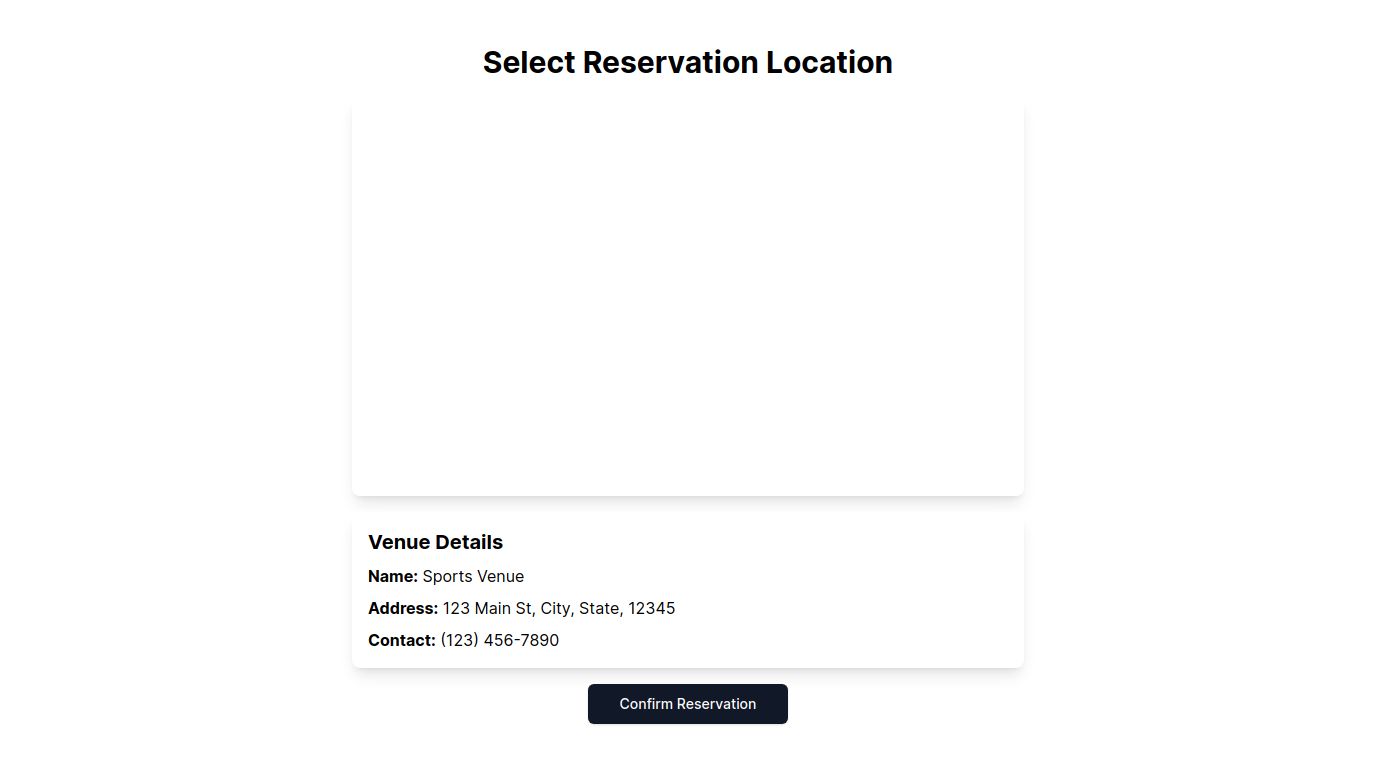 Select Reservation Location
Venue Details
Name: Sports Venue
Address: 123 Main St, City, State, 12345
Contact: (123) 456-7890
Confirm Reservation